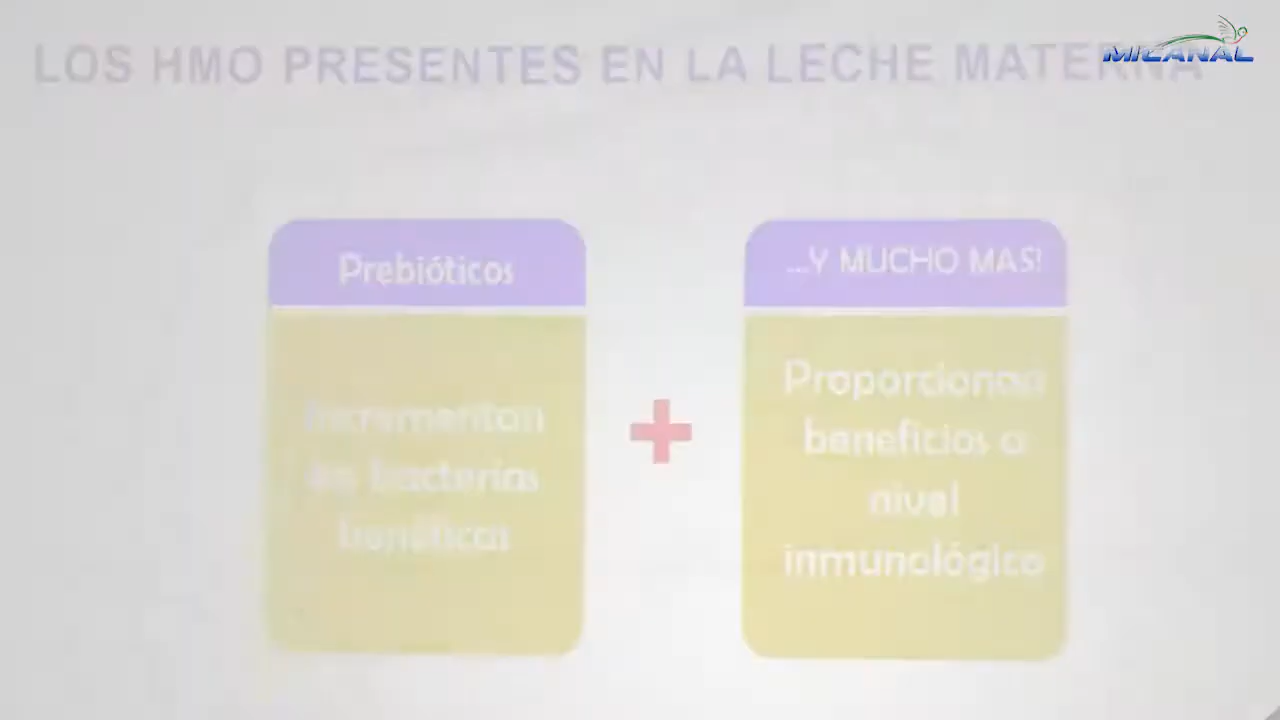 LOS HMO PRESENTES EN LA LECHE MATERNA
MICANAL
Prebióticos
Incrementan
las bacterias
benéficas
...Y MUCHO MAS!
Proporcionan
beneficios a
nivel
inmunológico